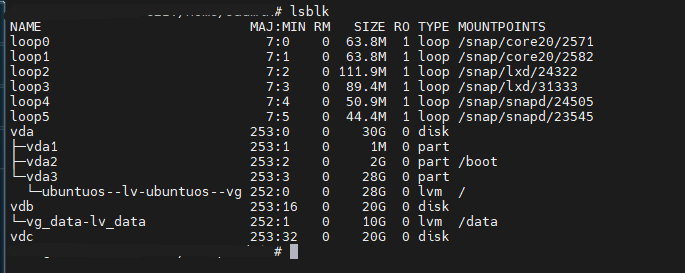 # lsblk
NAME MAJ:MIN RM SIZE RO TYPE MOUNTPOINTS
loop0 7:0 0 63.8M 1 loop /snap/core20/2571
loop1 7:1 0 63.8M 1 loop /snap/core20/2582
loop2 7:2 0 111.9M 1 loop /snap/lxd/24322
loop3 7:3 0 89.4M 1 loop /snap/lxd/31333
loop4 7:4 0 50.9M 1 loop /snap/snapd/24505
loop5 7:5 0 44.4M 1 loop /snap/snapd/23545
vda 253:0 0 30G 0 disk
├─vda1 253:1 0 1M 0 part
├─vda2 253:2 0 2G 0 part /boot
└─vda3 253:3 0 28G 0 part
└─ubuntuos--lv-ubuntuos--vg 252:0 0 28G 0 lvm /
vdb 253:16 0 20G 0 disk
└─vg_data-lv_data 252:1 0 10G 0 lvm /data
vdc 253:32 0 20G 0 disk
#